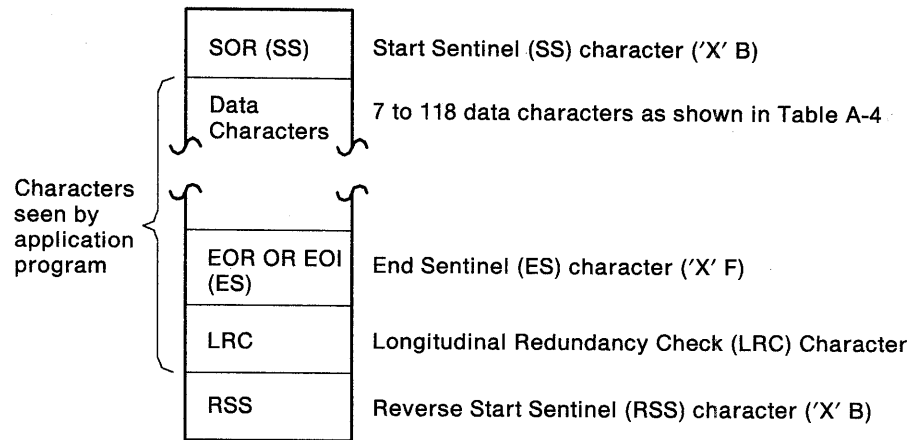 SOR (SS) Start Sentinel (SS) character ('X' B)
Data
Characters
7 to 118 data characters as shown in Table A-4
Characters
seen by
application
program
EOR OR EOI
(ES)
End Sentinel (ES) character ('X' F)
LRC Longitudinal Redundancy Check (LRC) Character
RSS Reverse Start Sentinel (RSS) character ('X' B)